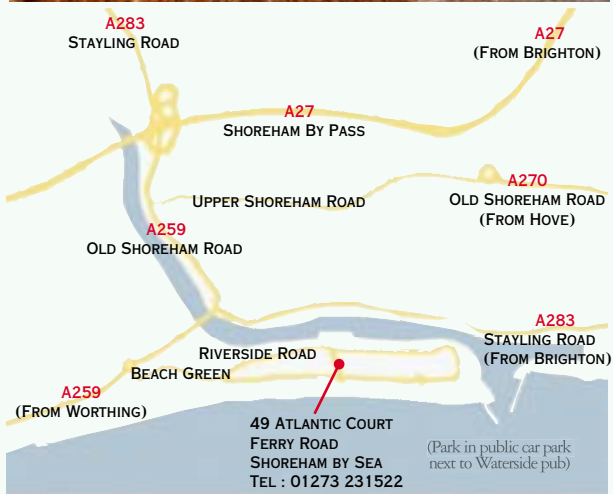 A283
Stayling Road
A27
(From Brighton)
A27
Shoreham By Pass
Upper Shoreham Road
A270
Old Shoreham Road
(From Hove)
A259
Old Shoreham Road
A283
Stayling Road
(From Brighton)
Riverside Road
Beach Green
A259
(From Worthing)
49 Atlantic Court
Ferry Road
Shoreham by Sea
Tel : 01273 231522
(Park in public car park
next to Waterside pub)